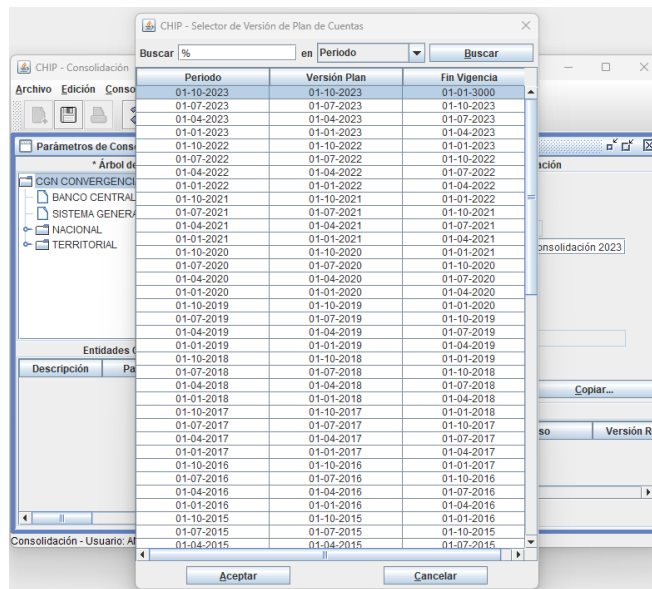 CHIP - Selector de Versión de Plan de Cuentas
Buscar % en Periodo Buscar
Periodo Versión Plan Fin Vigencia
01-10-2023 01-10-2023 01-01-3000
01-07-2023 01-07-2023 01-10-2023
01-04-2023 01-04-2023 01-07-2023
01-01-2023 01-01-2023 01-04-2023
01-10-2022 01-10-2022 01-01-2023
01-07-2022 01-07-2022 01-10-2022
01-04-2022 01-04-2022 01-07-2022
01-01-2022 01-01-2022 01-04-2022
01-10-2021 01-10-2021 01-01-2022
01-07-2021 01-07-2021 01-10-2021
01-04-2021 01-04-2021 01-07-2021
01-01-2021 01-01-2021 01-04-2021
01-10-2020 01-10-2020 01-01-2021
01-07-2020 01-07-2020 01-10-2020
01-04-2020 01-04-2020 01-07-2020
01-01-2020 01-01-2020 01-04-2020
01-10-2019 01-10-2019 01-01-2020
01-07-2019 01-07-2019 01-10-2019
01-04-2019 01-04-2019 01-07-2019
01-01-2019 01-01-2019 01-04-2019
01-10-2018 01-10-2018 01-01-2019
01-07-2018 01-07-2018 01-10-2018
01-04-2018 01-04-2018 01-07-2018
01-01-2018 01-01-2018 01-04-2018
01-10-2017 01-10-2017 01-01-2018
01-07-2017 01-07-2017 01-10-2017
01-04-2017 01-04-2017 01-07-2017
01-01-2017 01-01-2017 01-04-2017
01-10-2016 01-10-2016 01-01-2017
01-07-2016 01-07-2016 01-10-2016
01-04-2016 01-04-2016 01-07-2016
01-01-2016 01-01-2016 01-04-2016
01-10-2015 01-10-2015 01-01-2016
01-07-2015 01-07-2015 01-10-2015
01-04-2015 01-04-2015 01-07-2015
Aceptar Cancelar
CHIP - Consolidación
Archivo Edición Conso
Parámetros de Conso
* Árbol de
CGN CONVERGENCI
BANCO CENTRAL
SISTEMA GENERA
NACIONAL
TERRITORIAL
Entidades
Descripción Pa
Consolidación - Usuario: A
ación
onsolidación 2023
Copiar...
so Versión R